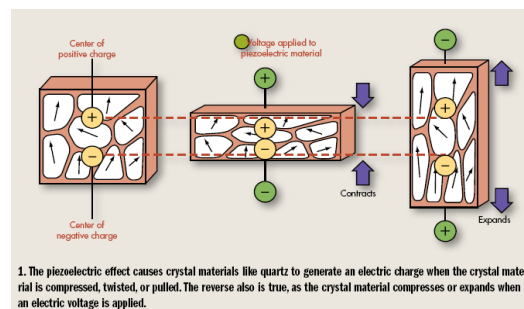 Center of
positive charge
Voltage applied to
piezoelectric material
+
−
+
−
+
−
−
+
−
+
Contracts
Expands
Center of
negative charge
1. The piezoelectric effect causes crystal materials like quartz to generate an electric charge when the crystal mate
rial is compressed, twisted, or pulled. The reverse also is true, as the crystal material compresses or expands when
an electric voltage is applied.